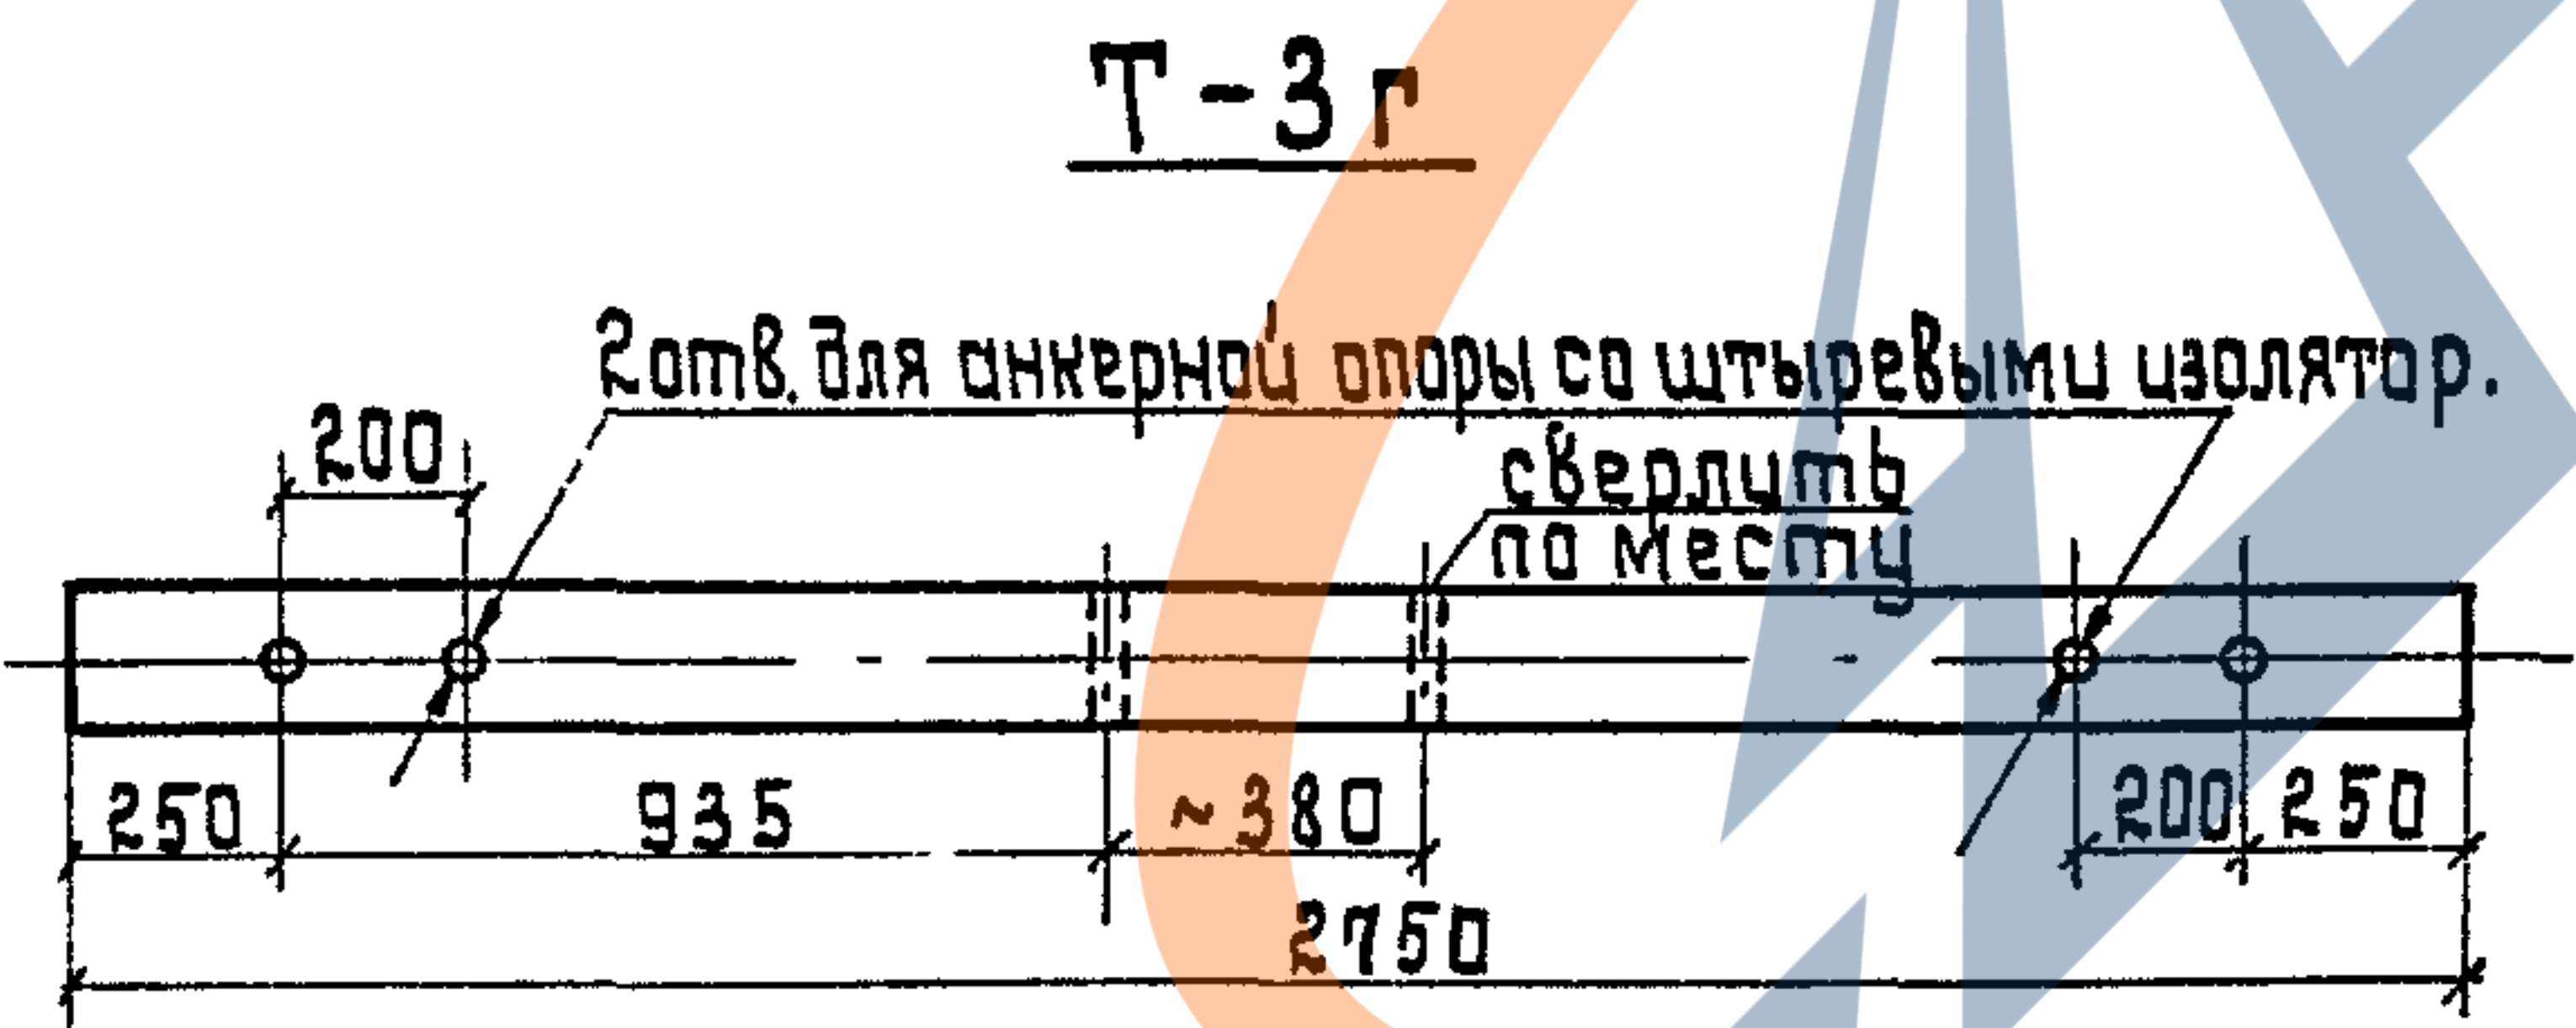 Т-3г
2отв. для анкерной опоры со штыревыми изолятор.
200
сверлить
по месту
250
935
~380
200
250
2750